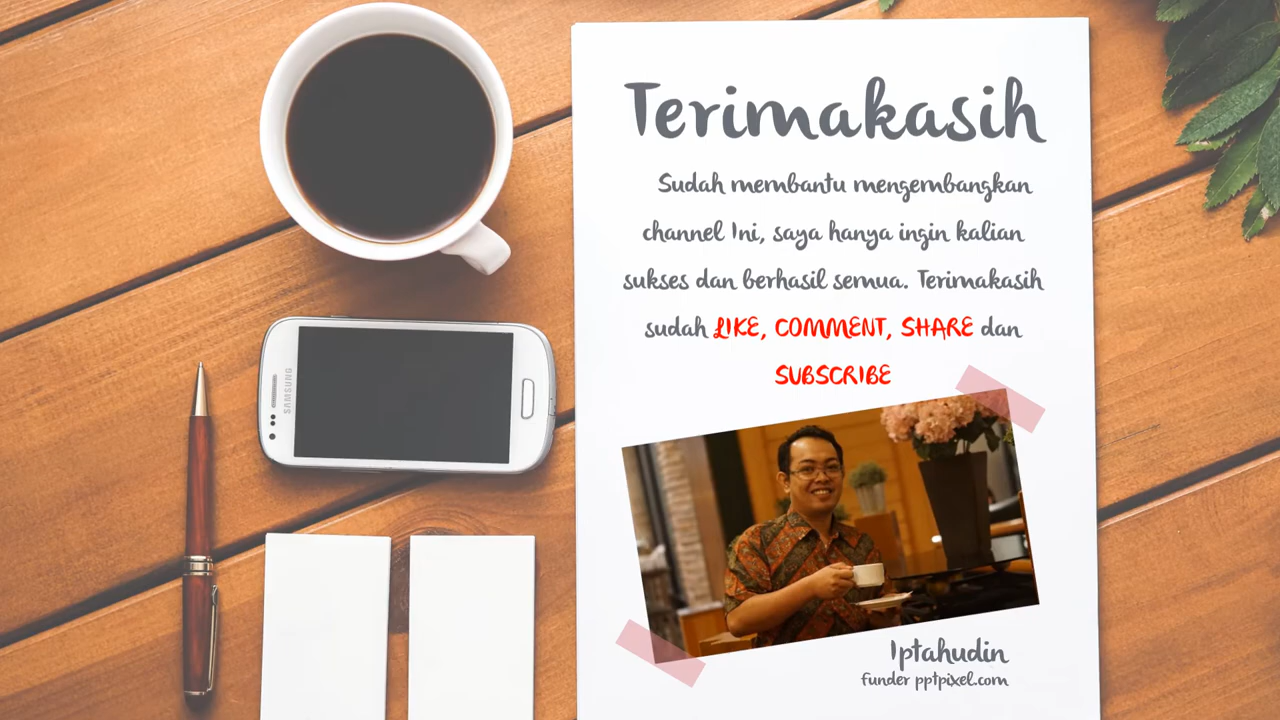 Terimakasih
Sudah membantu mengembangkan
channel Ini, saya hanya ingin kalian
sukses dan berhasil semua. Terimakasih
sudah LIKE, COMMENT, SHARE dan
SUBSCRIBE
SAMSUNG
Iptahudin
funder pptpixel.com